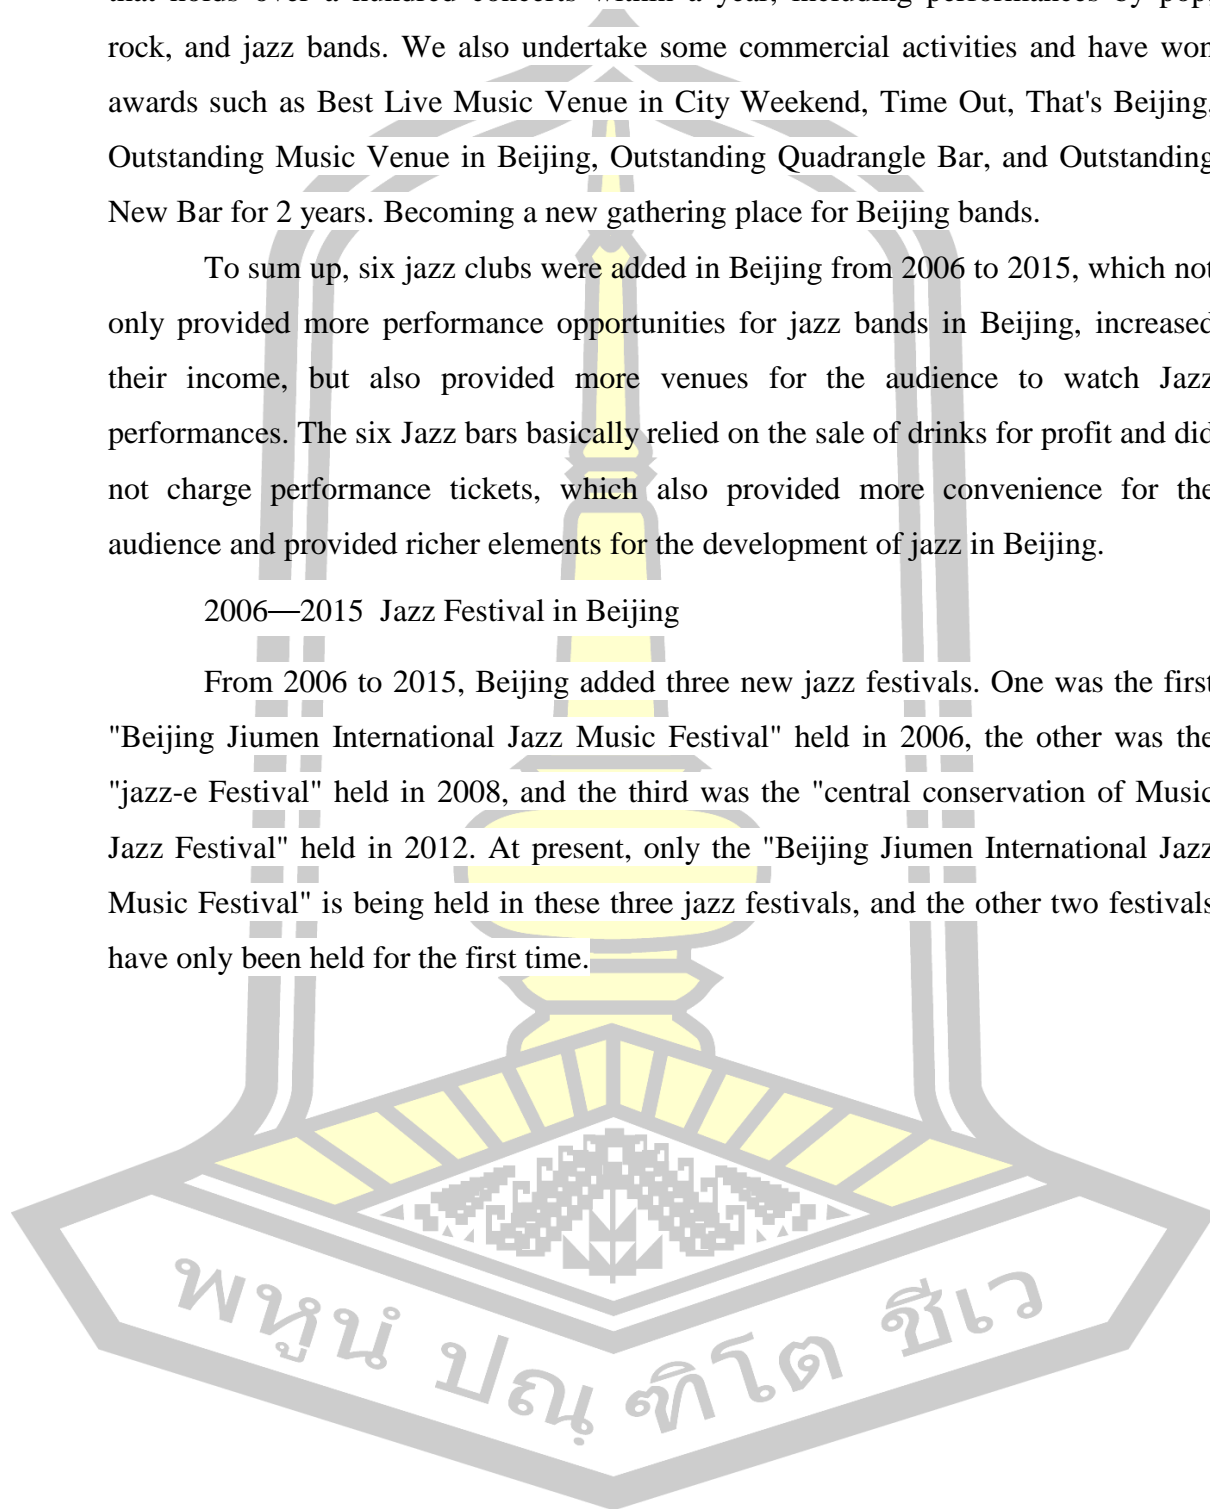 that holds over a hundred concerts within a year, including performances by pop,
rock, and jazz bands. We also undertake some commercial activities and have won
awards such as Best Live Music Venue in City Weekend, Time Out, That's Beijing,
Outstanding Music Venue in Beijing, Outstanding Quadrangle Bar, and Outstanding
New Bar for 2 years. Becoming a new gathering place for Beijing bands.
To sum up, six jazz clubs were added in Beijing from 2006 to 2015, which not
only provided more performance opportunities for jazz bands in Beijing, increased
their income, but also provided more venues for the audience to watch Jazz
performances. The six Jazz bars basically relied on the sale of drinks for profit and did
not charge performance tickets, which also provided more convenience for the
audience and provided richer elements for the development of jazz in Beijing.
2006—2015 Jazz Festival in Beijing
From 2006 to 2015, Beijing added three new jazz festivals. One was the first
"Beijing Jiumen International Jazz Music Festival" held in 2006, the other was the
"jazz-e Festival" held in 2008, and the third was the "central conservation of Music
Jazz Festival" held in 2012. At present, only the "Beijing Jiumen International Jazz
Music Festival" is being held in these three jazz festivals, and the other two festivals
have only been held for the first time.
พหูนํ ปณฺฑิโต ชีเว